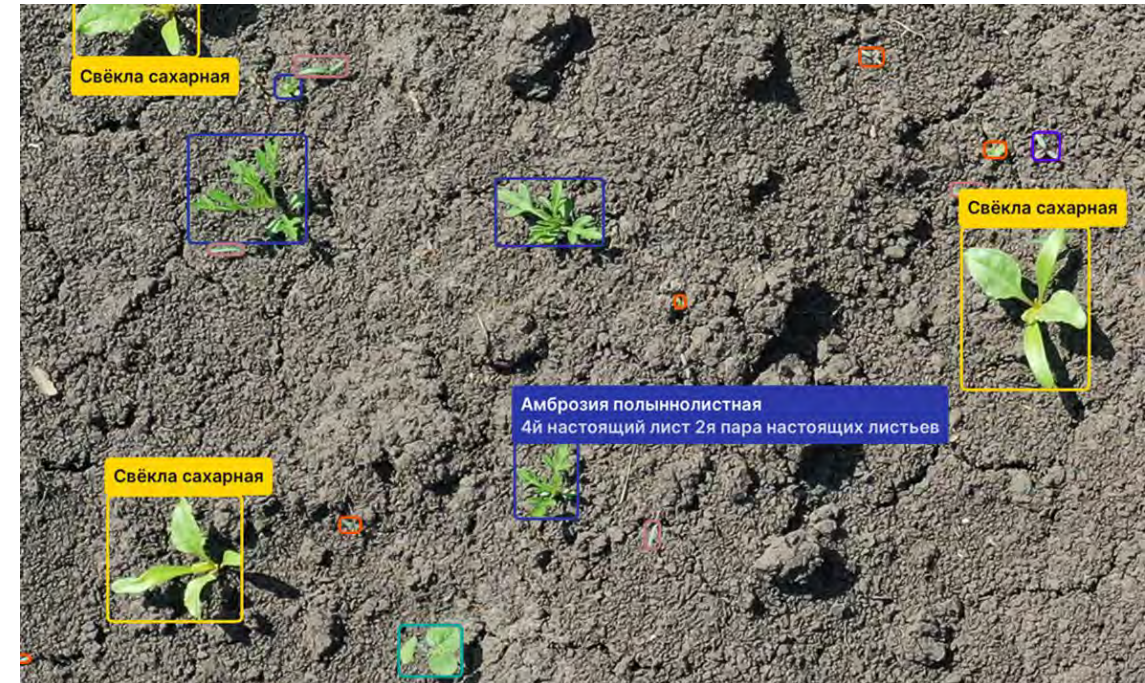 Свёкла сахарная
Свёкла сахарная
Амброзия полыннолистная
4й настоящий лист 2я пара настоящих листьев
Свёкла сахарная